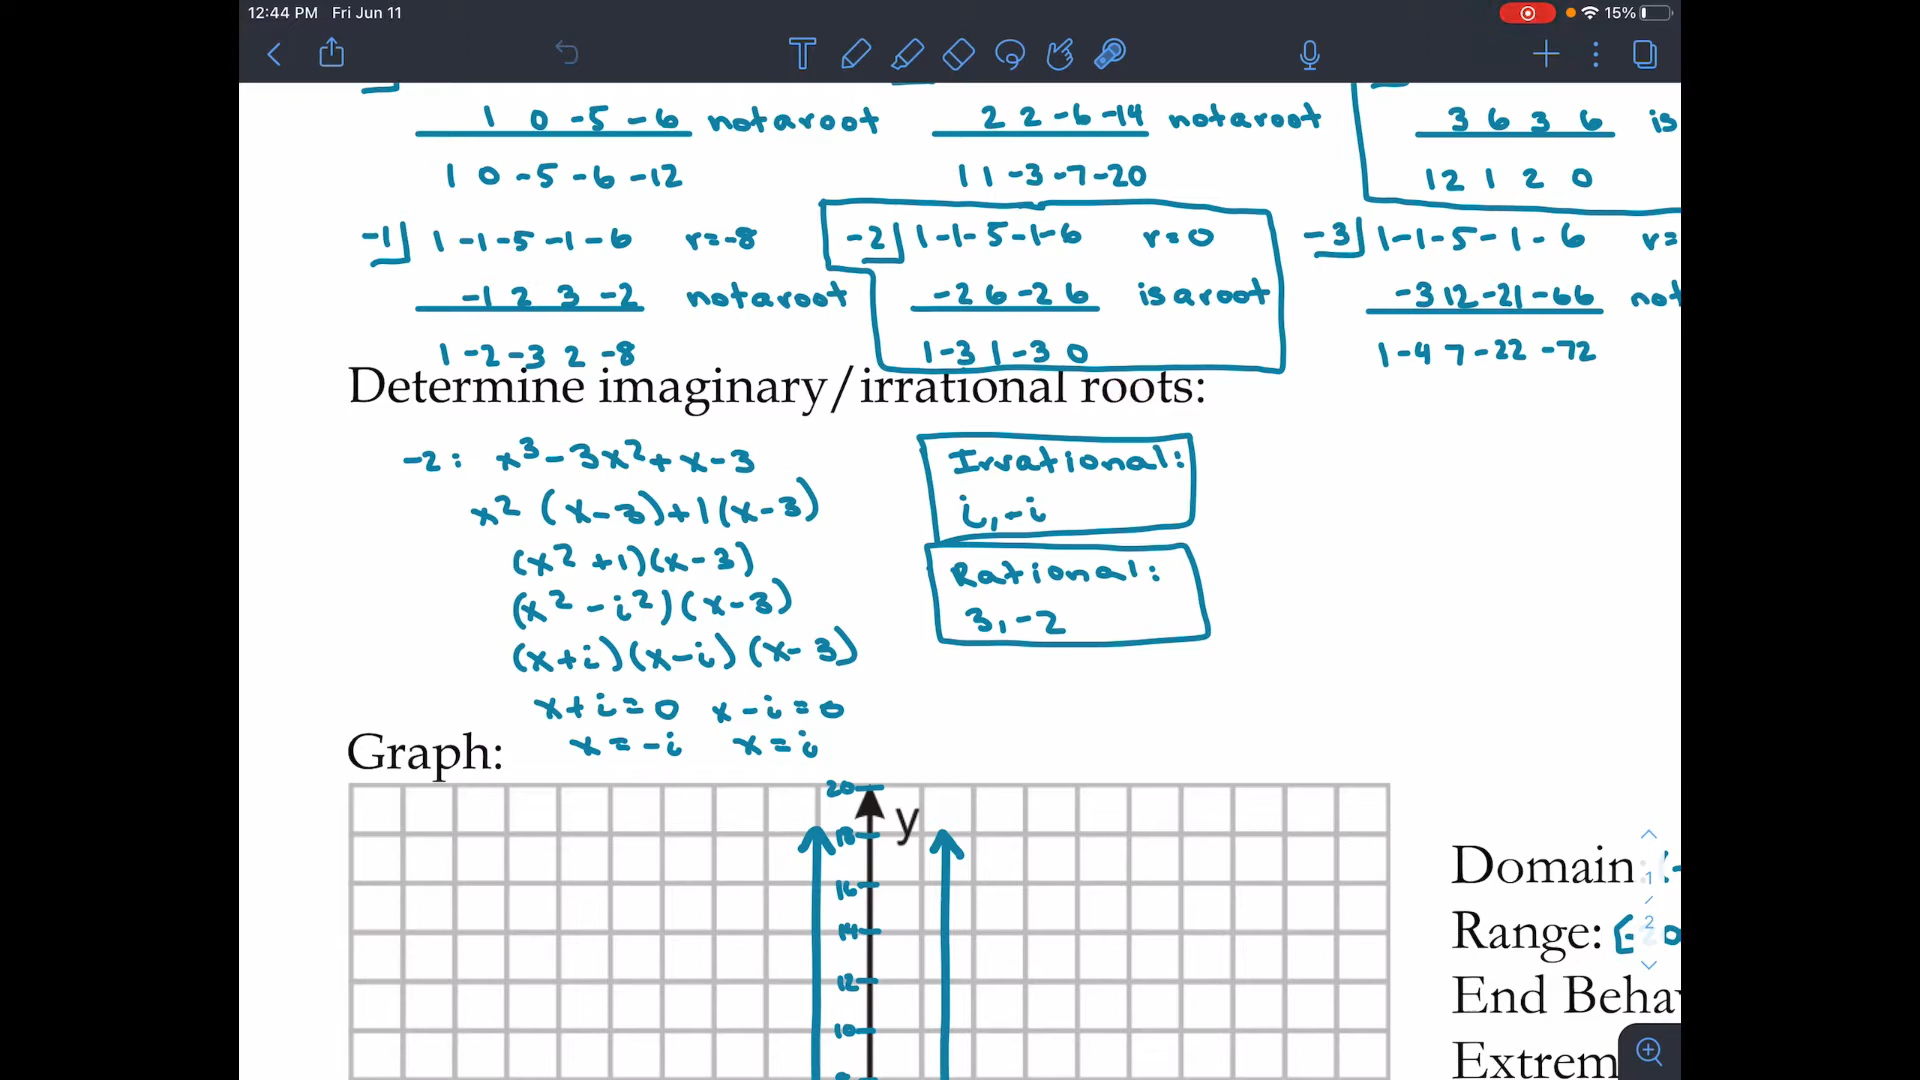 12:44 PM Fri Jun 11
15%
T
1 0 -5 -6 not a root
1 0 -5 -6 -12
2 2 -6 -14 not a root
1 1 -3 -7 -20
3 6 3 6 is
1 2 1 2 0
-1 1 -1 -5 -1 -6 r=-8
-1 2 3 -2 not a root
1 -2 -3 2 -8
-2 1 -1 -5 -1 -6 r=0
-2 6 -2 6 is a root
1 -3 1 -3 0
-3 1 -1 -5 -1 -6 r=
-3 12 -21 -66 not
1 -4 7 -22 -72
Determine imaginary/irrational roots:
-2: x³-3x²+x-3
x² (x-3)+1(x-3)
(x²+1)(x-3)
(x²-i²)(x-3)
(x+i)(x-i)(x-3)
x+i=0 x-i=0
x=-i x=i
Irrational:
i,-i
Rational:
3,-2
Graph:
20
y
18
16
14
12
10
Domain:
Range:
1
/
2
End Beha
Extrem